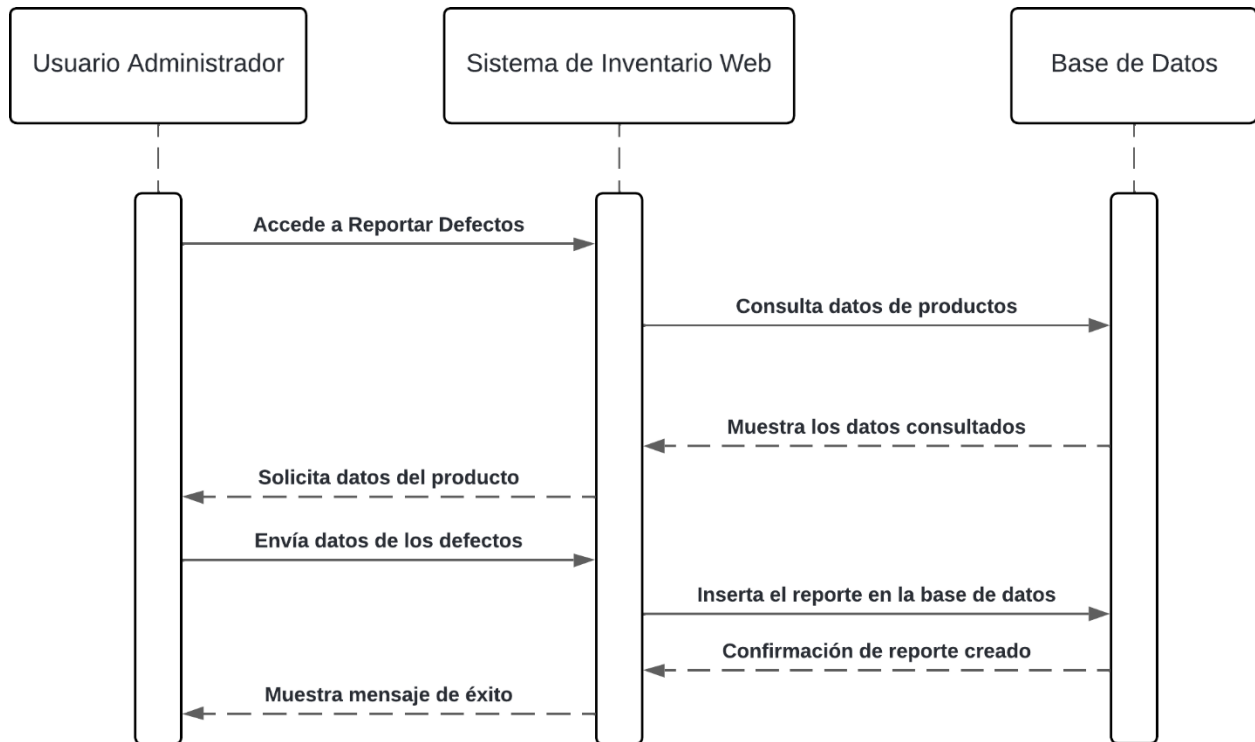 Usuario Administrador
Sistema de Inventario Web
Base de Datos
Accede a Reportar Defectos
Consulta datos de productos
Muestra los datos consultados
Solicita datos del producto
Envía datos de los defectos
Inserta el reporte en la base de datos
Confirmación de reporte creado
Muestra mensaje de éxito